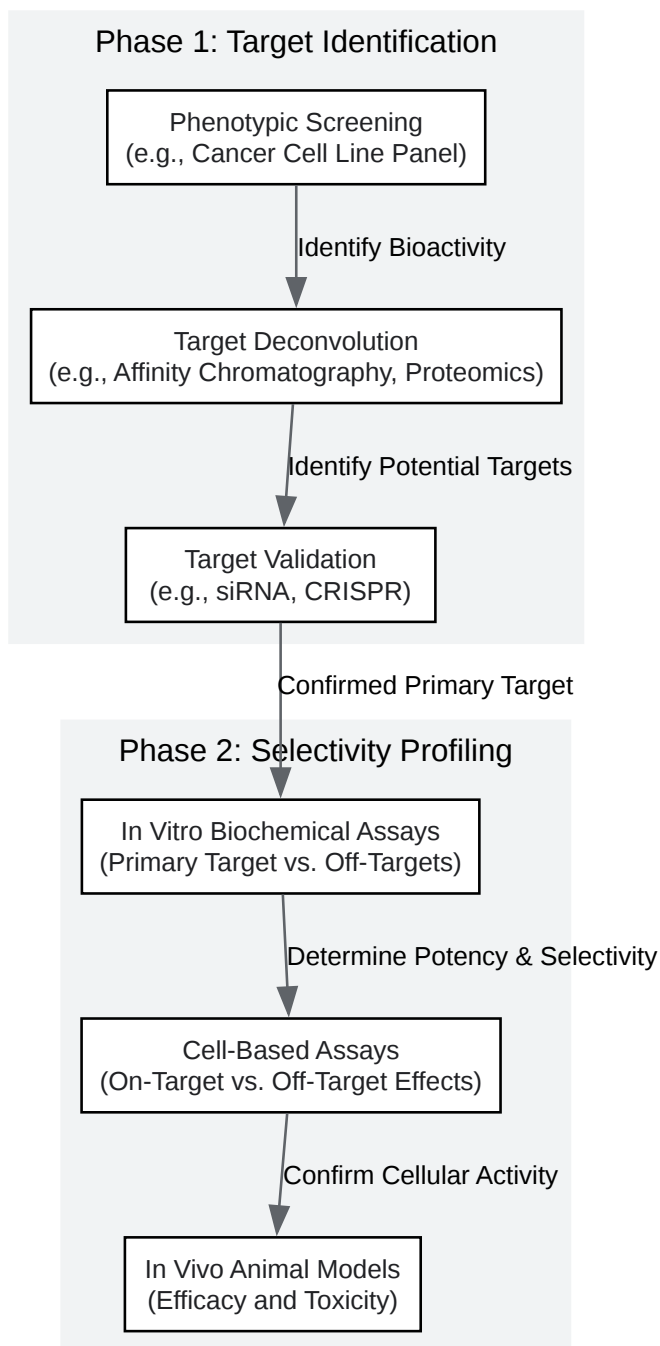 Phase 1: Target Identification
Phenotypic Screening
(e.g., Cancer Cell Line Panel)
Identify Bioactivity
Target Deconvolution
(e.g., Affinity Chromatography, Proteomics)
Identify Potential Targets
Target Validation
(e.g., siRNA, CRISPR)
Confirmed Primary Target
Phase 2: Selectivity Profiling
In Vitro Biochemical Assays
(Primary Target vs. Off-Targets)
Determine Potency & Selectivity
Cell-Based Assays
(On-Target vs. Off-Target Effects)
Confirm Cellular Activity
In Vivo Animal Models
(Efficacy and Toxicity)